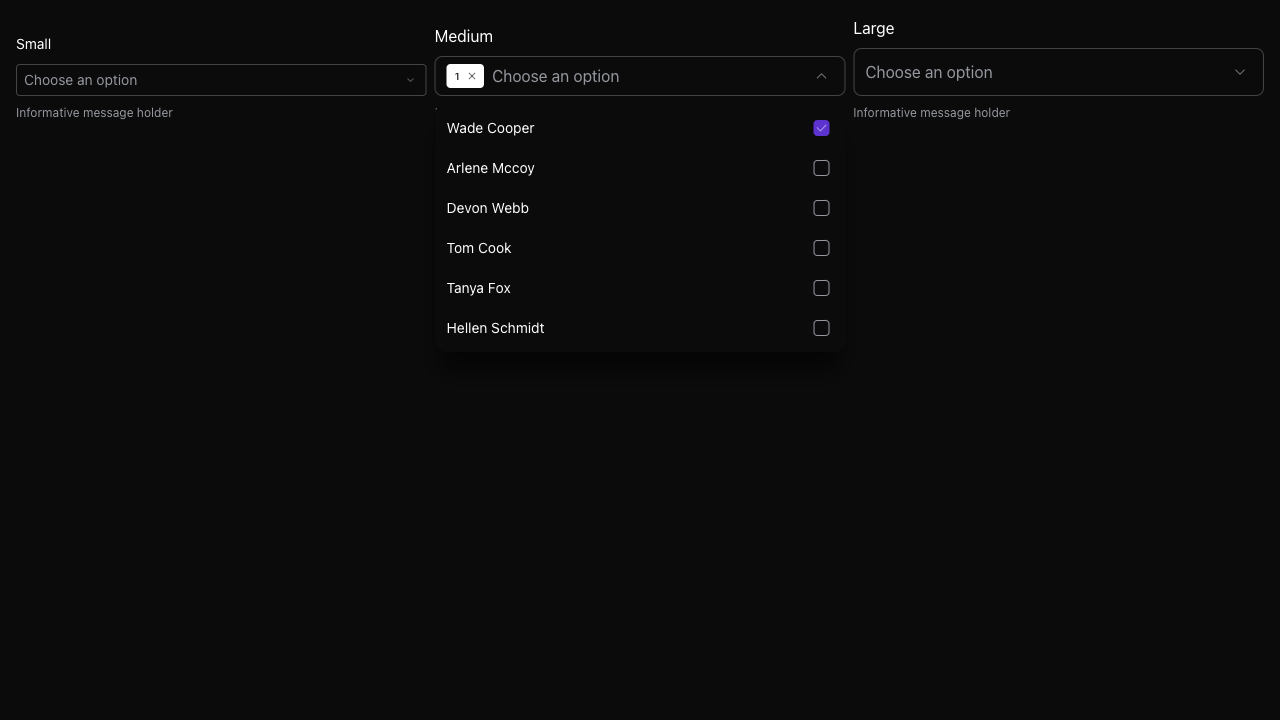 Small
Choose an option
Informative message holder
Medium
1
Choose an option
Wade Cooper
Arlene Mccoy
Devon Webb
Tom Cook
Tanya Fox
Hellen Schmidt
Large
Choose an option
Informative message holder